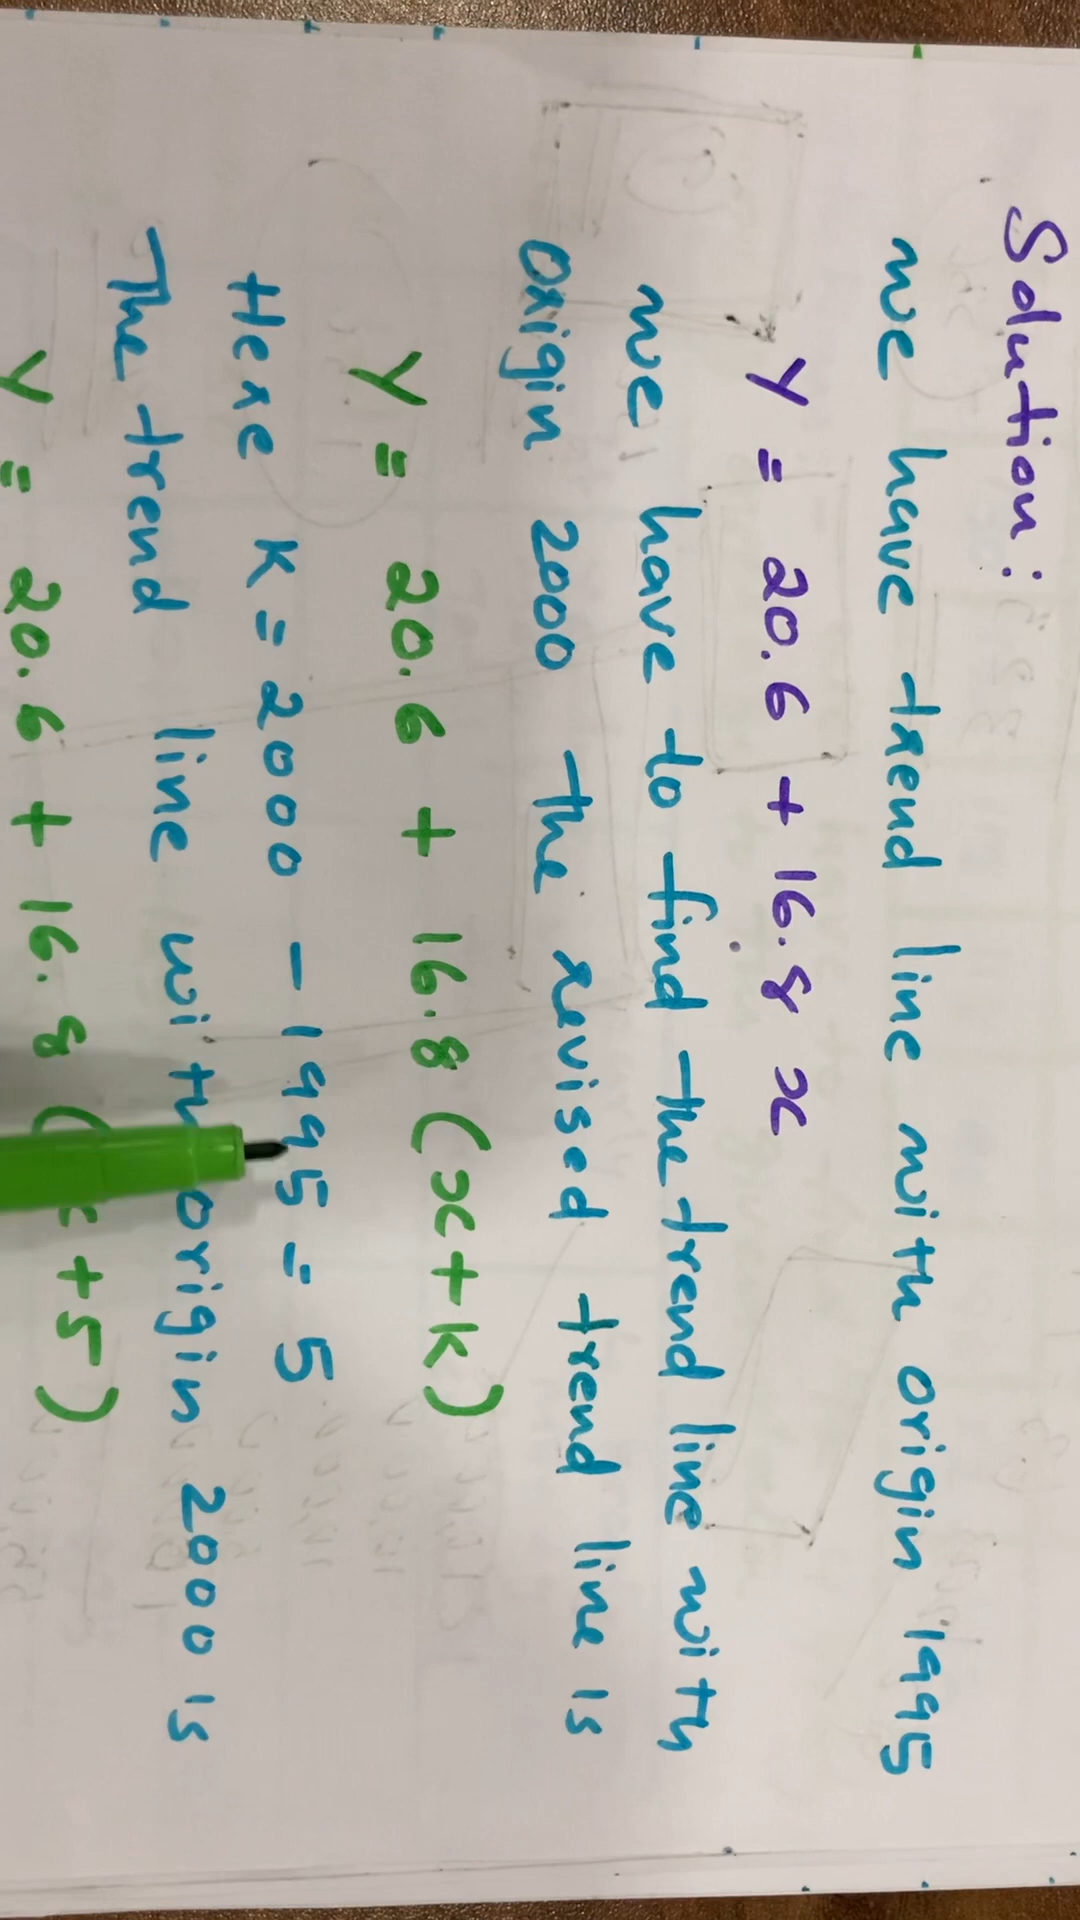 Solution:
we have trend line with origin 1995
Y = 20.6 + 16.8 x
we have to find the trend line with
origin 2000 the revised trend line is
Y = 20.6 + 16.8 (x+k)
Here K = 2000 - 1995 = 5
The trend line with origin 2000 is
Y = 20.6 + 16.8 (x + 5)